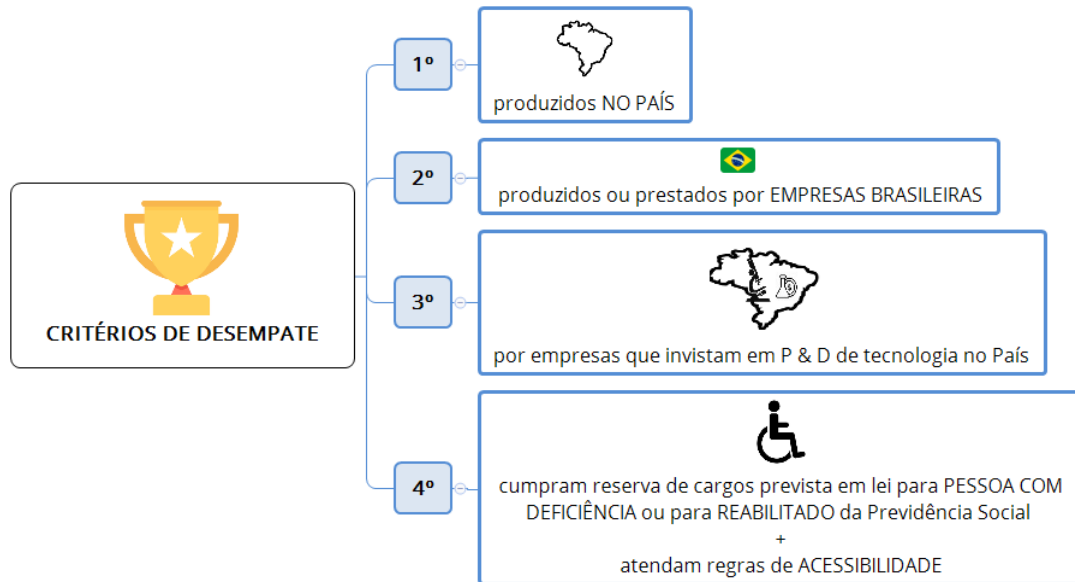 CRITÉRIOS DE DESEMPATE
1º
produzidos NO PAÍS
2º
produzidos ou prestados por EMPRESAS BRASILEIRAS
3º
por empresas que invistam em P & D de tecnologia no País
4º
cumpram reserva de cargos prevista em lei para PESSOA COM
DEFICIÊNCIA ou para REABILITADO da Previdência Social
+
atendam regras de ACESSIBILIDADE